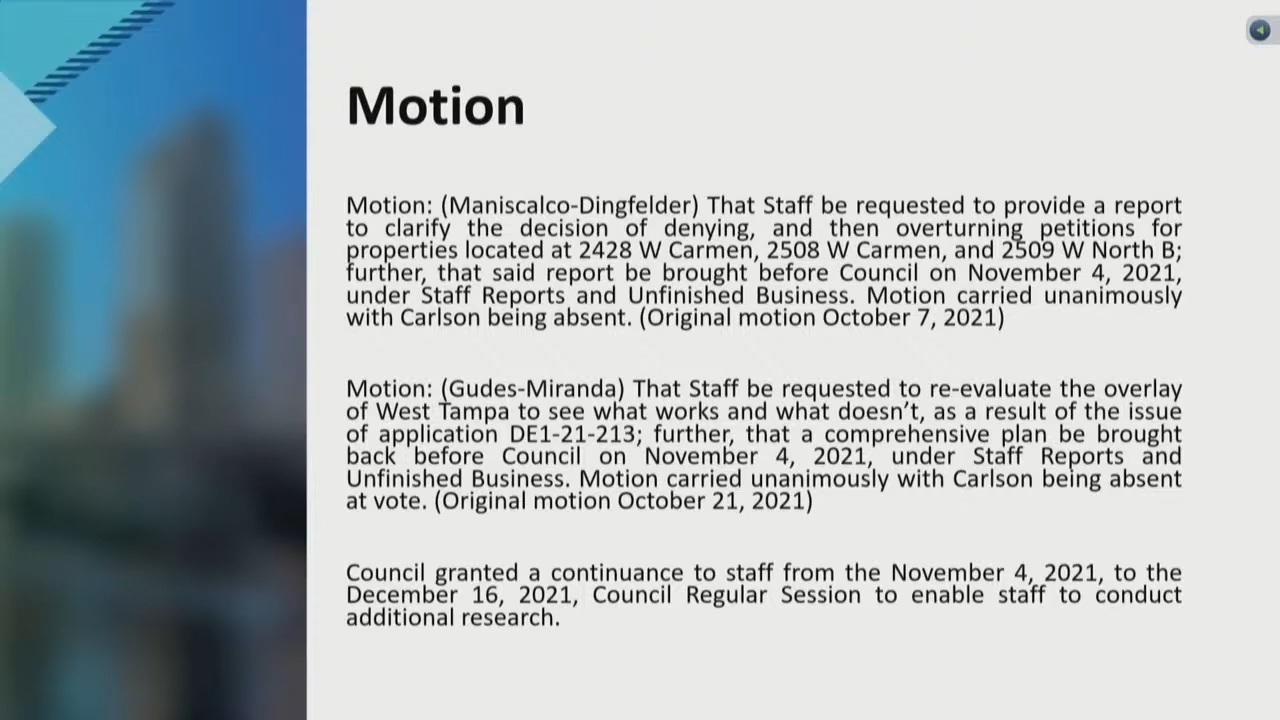 Motion
Motion: (Maniscalco-Dingfelder) That Staff be requested to provide a report
to clarify the decision of denying, and then overturning petitions for
properties located at 2428 W Carmen, 2508 W Carmen, and 2509 W North B;
further, that said report be brought before Council on November 4, 2021,
under Staff Reports and Unfinished Business. Motion carried unanimously
with Carlson being absent. (Original motion October 7, 2021)
Motion: (Gudes-Miranda) That Staff be requested to re-evaluate the overlay
of West Tampa to see what works and what doesn’t, as a result of the issue
of application DE1-21-213; further, that a comprehensive plan be brought
back before Council on November 4, 2021, under Staff Reports and
Unfinished Business. Motion carried unanimously with Carlson being absent
at vote. (Original motion October 21, 2021)
Council granted a continuance to staff from the November 4, 2021, to the
December 16, 2021, Council Regular Session to enable staff to conduct
additional research.